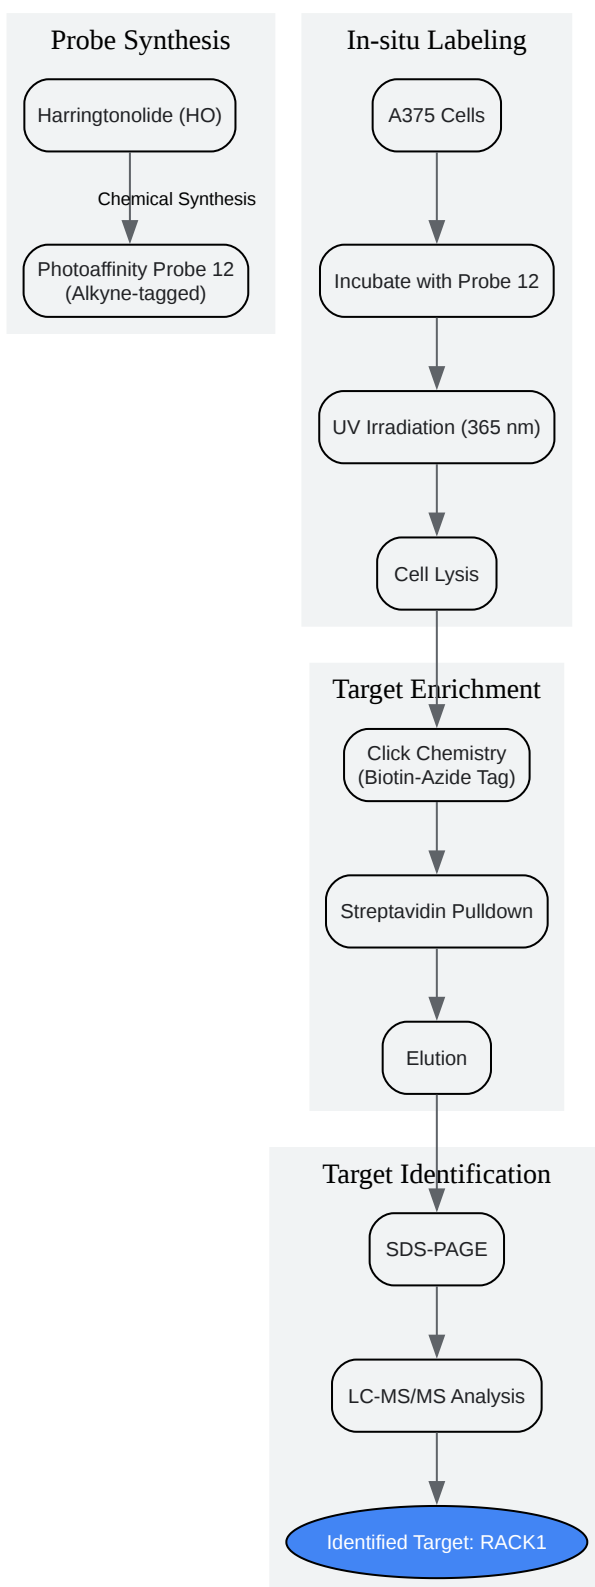 Probe Synthesis
Harringtonolide (HO)
Chemical Synthesis
Photoaffinity Probe 12
(Alkyne-tagged)
In-situ Labeling
A375 Cells
Incubate with Probe 12
UV Irradiation (365 nm)
Cell Lysis
Target Enrichment
Click Chemistry
(Biotin-Azide Tag)
Streptavidin Pulldown
Elution
Target Identification
SDS-PAGE
LC-MS/MS Analysis
Identified Target: RACK1